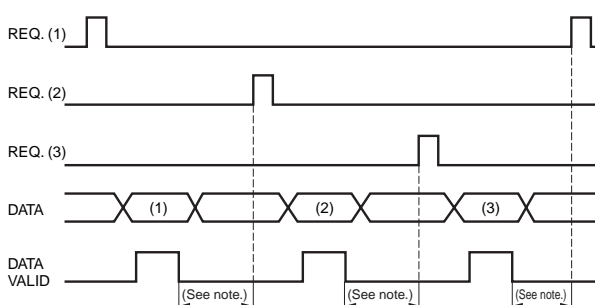 REQ. (1)
REQ. (2)
REQ. (3)
DATA
(1)
(2)
(3)
DATA
VALID
(See note.)
(See note.)
(See note.)